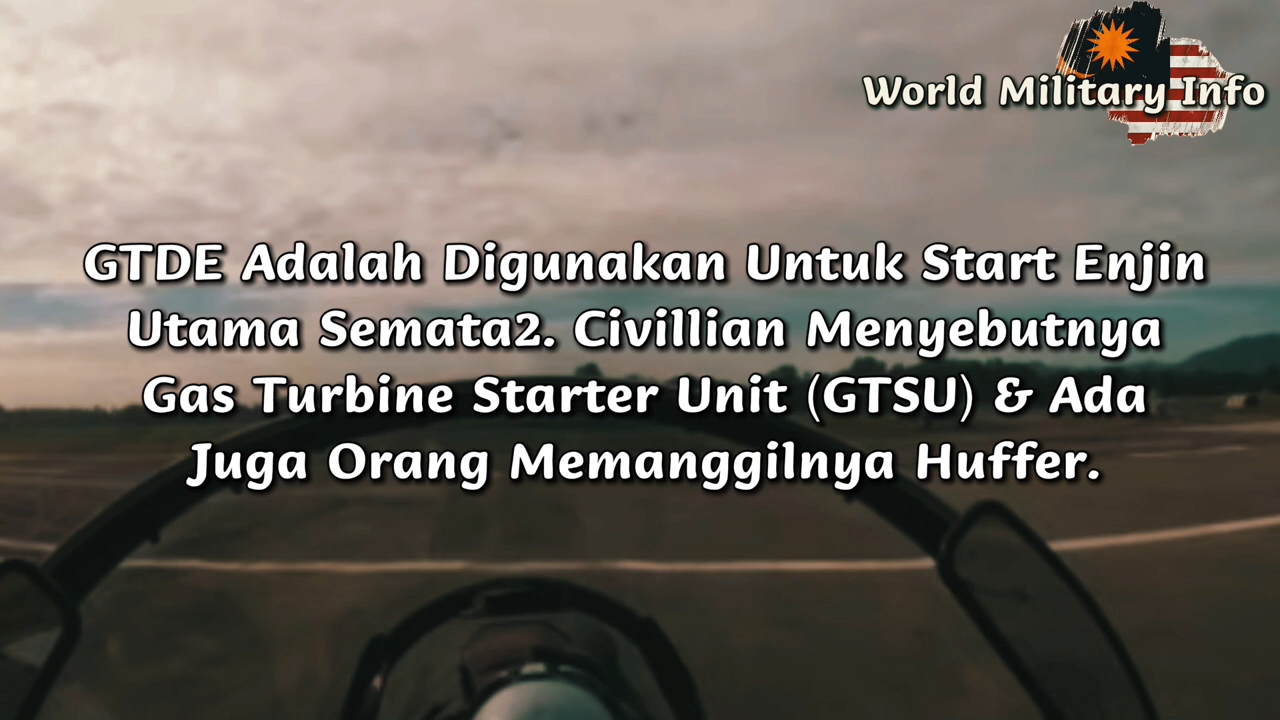 World Military Info
GTDE Adalah Digunakan Untuk Start Enjin
Utama Semata2. Civillian Menyebutnya
Gas Turbine Starter Unit (GTSU) & Ada
Juga Orang Memanggilnya Huffer.